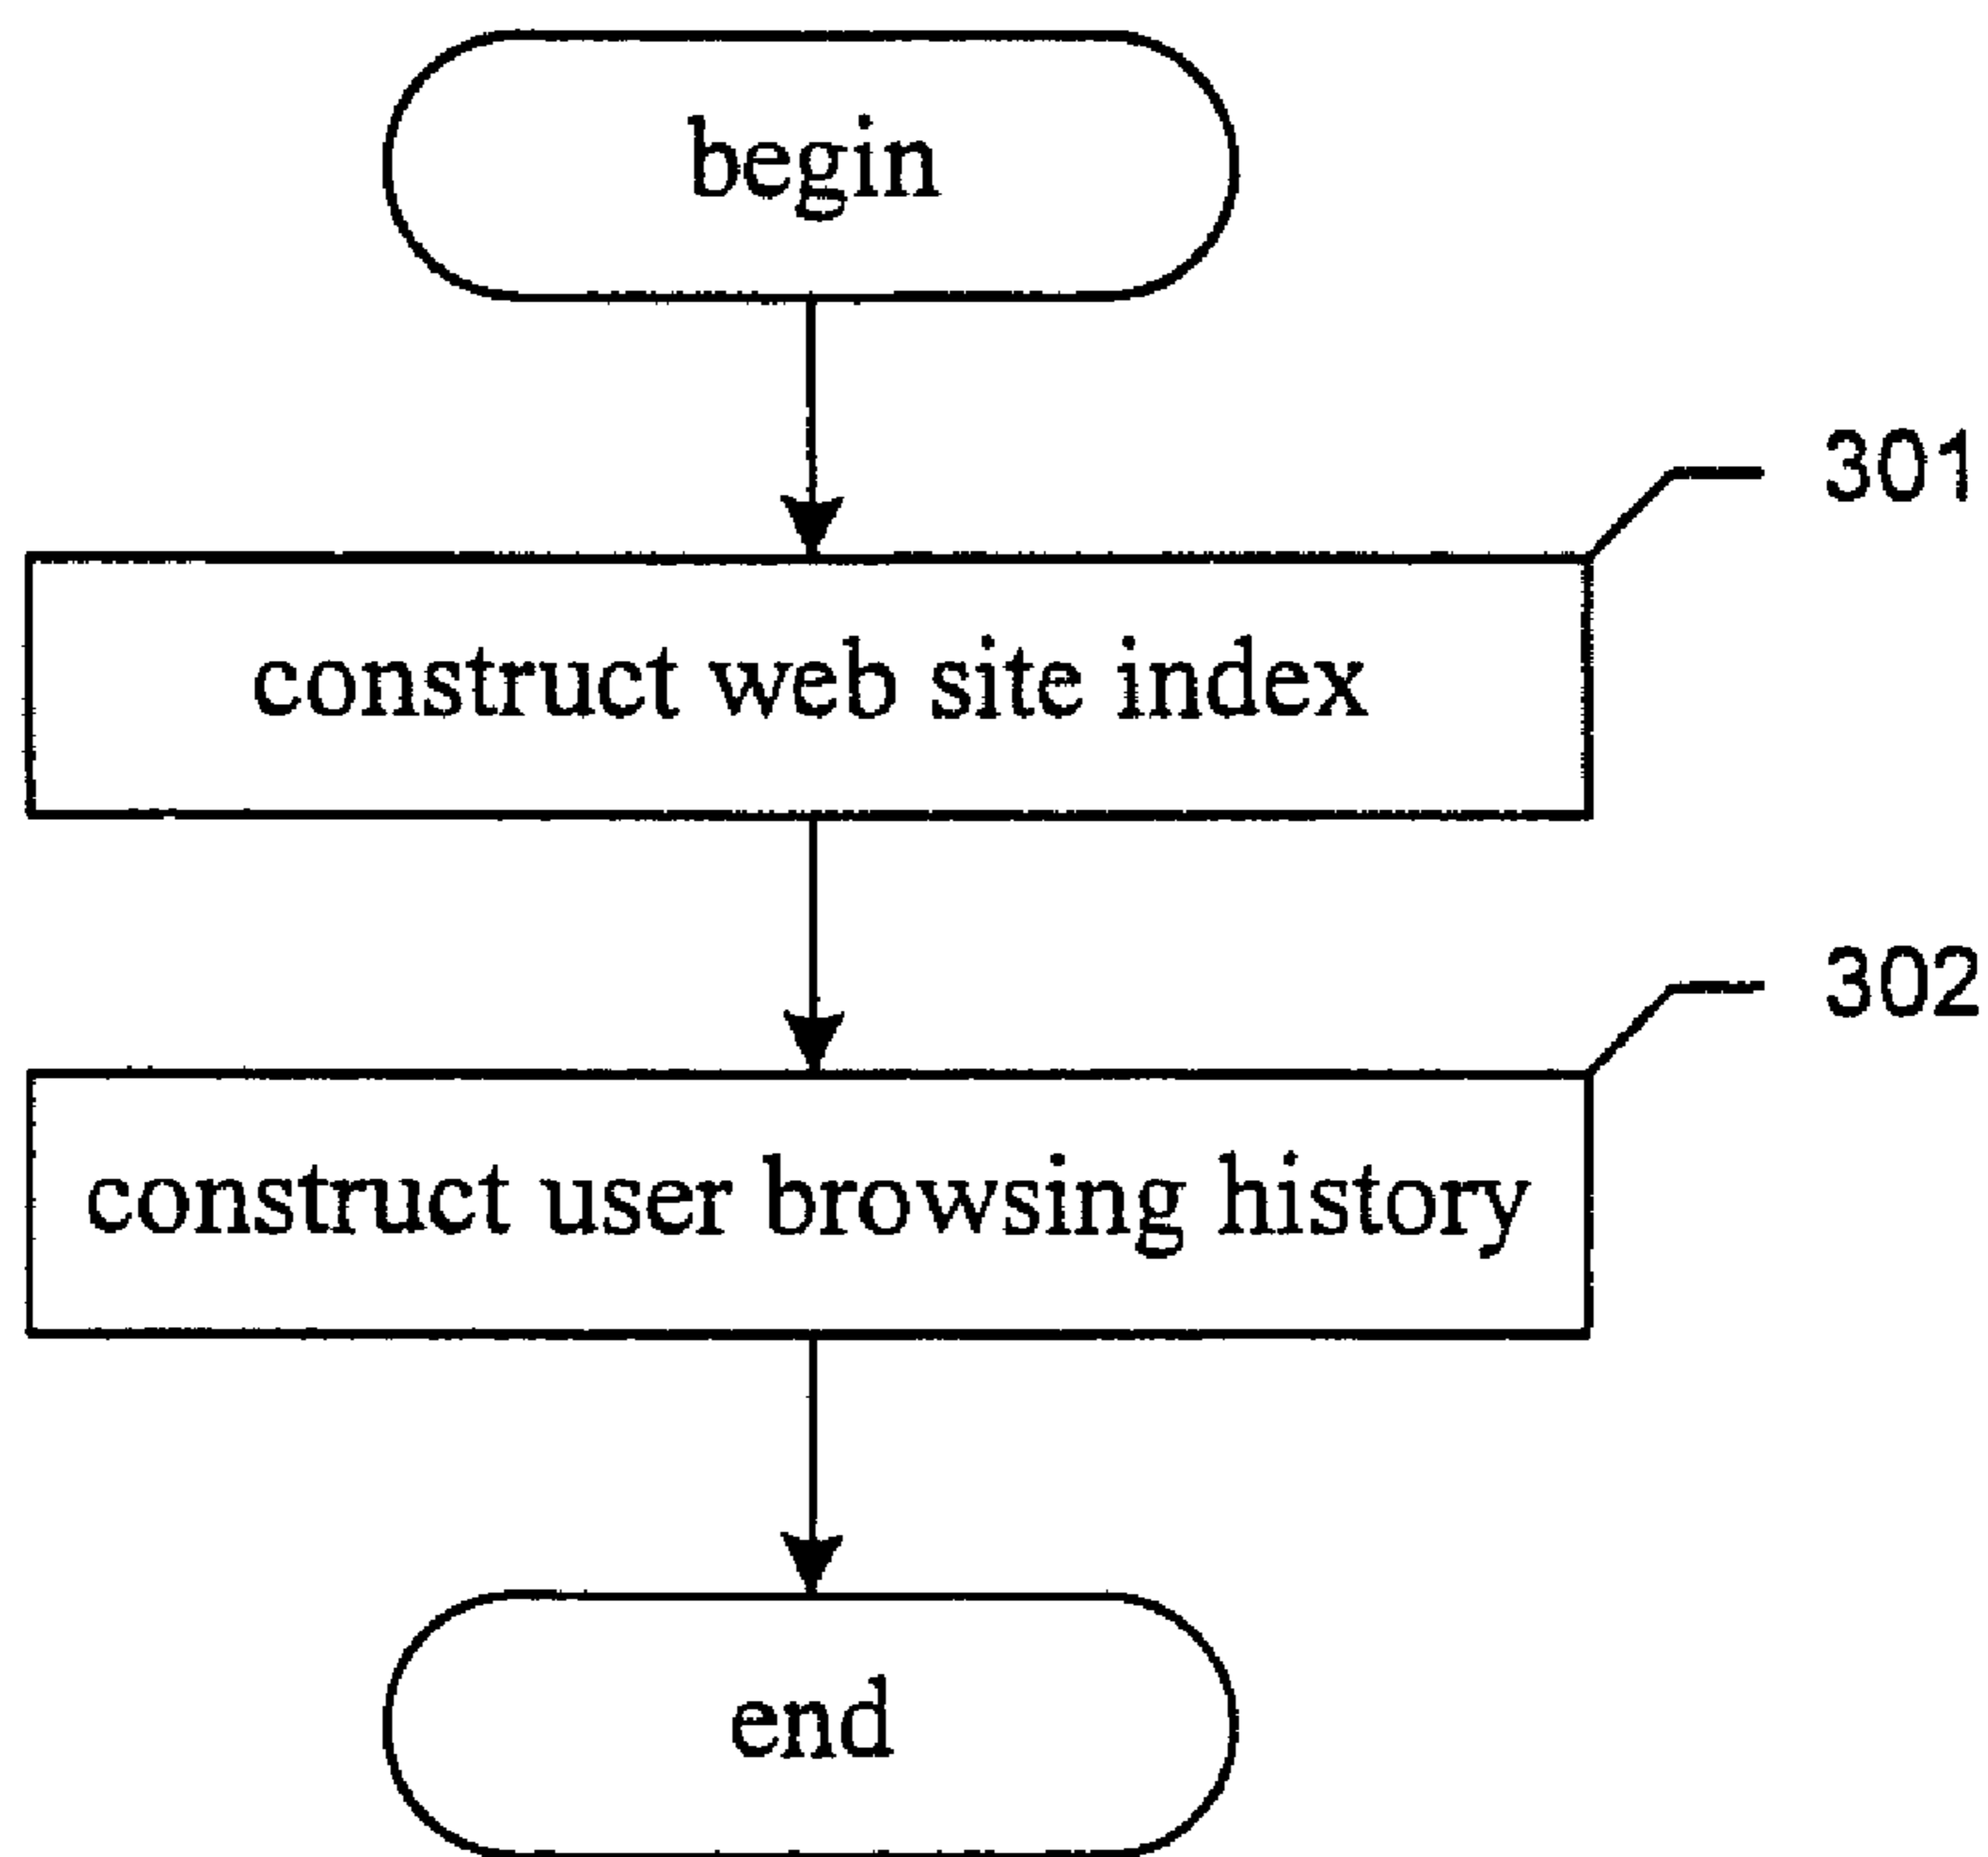 begin
301
construct web site index
302
construct user browsing history
end